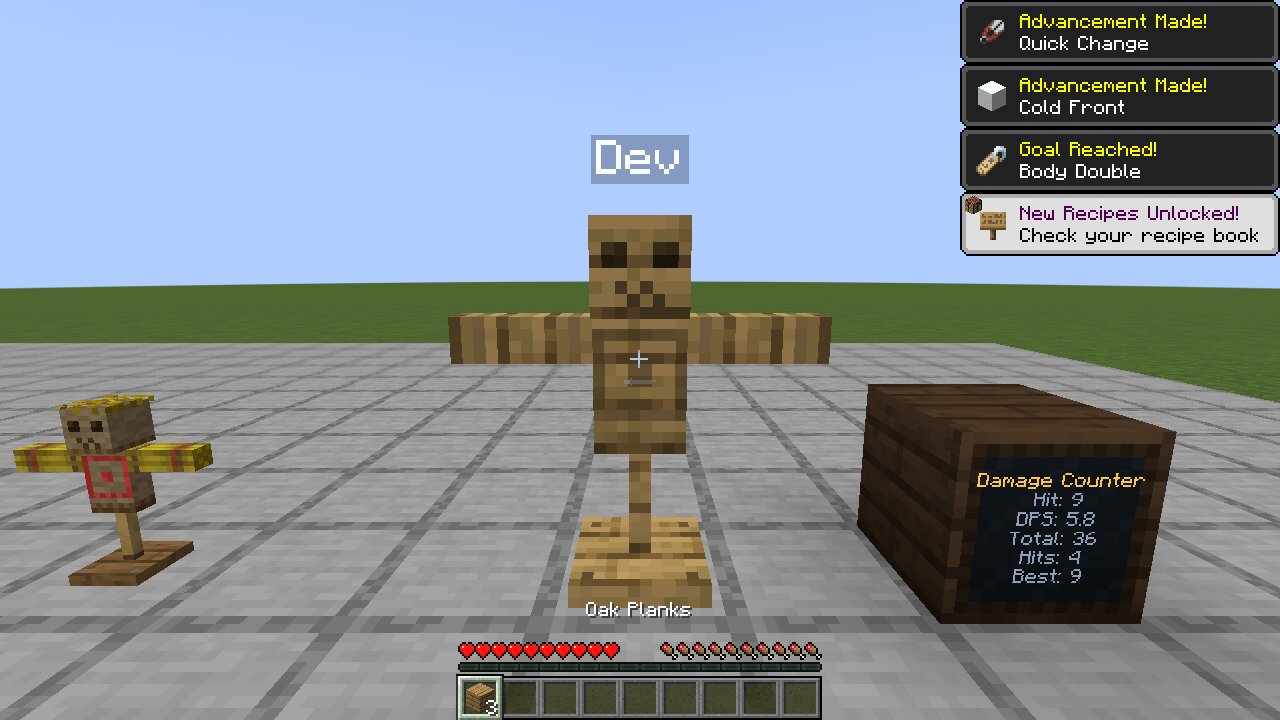 Advancement Made!
Quick Change
Advancement Made!
Cold Front
Goal Reached!
Body Double
New Recipes Unlocked!
Check your recipe book
Dev
Damage Counter
Hit: 9
DPS: 5.8
Total: 36
Hits: 4
Best: 9
Oak Planks
3